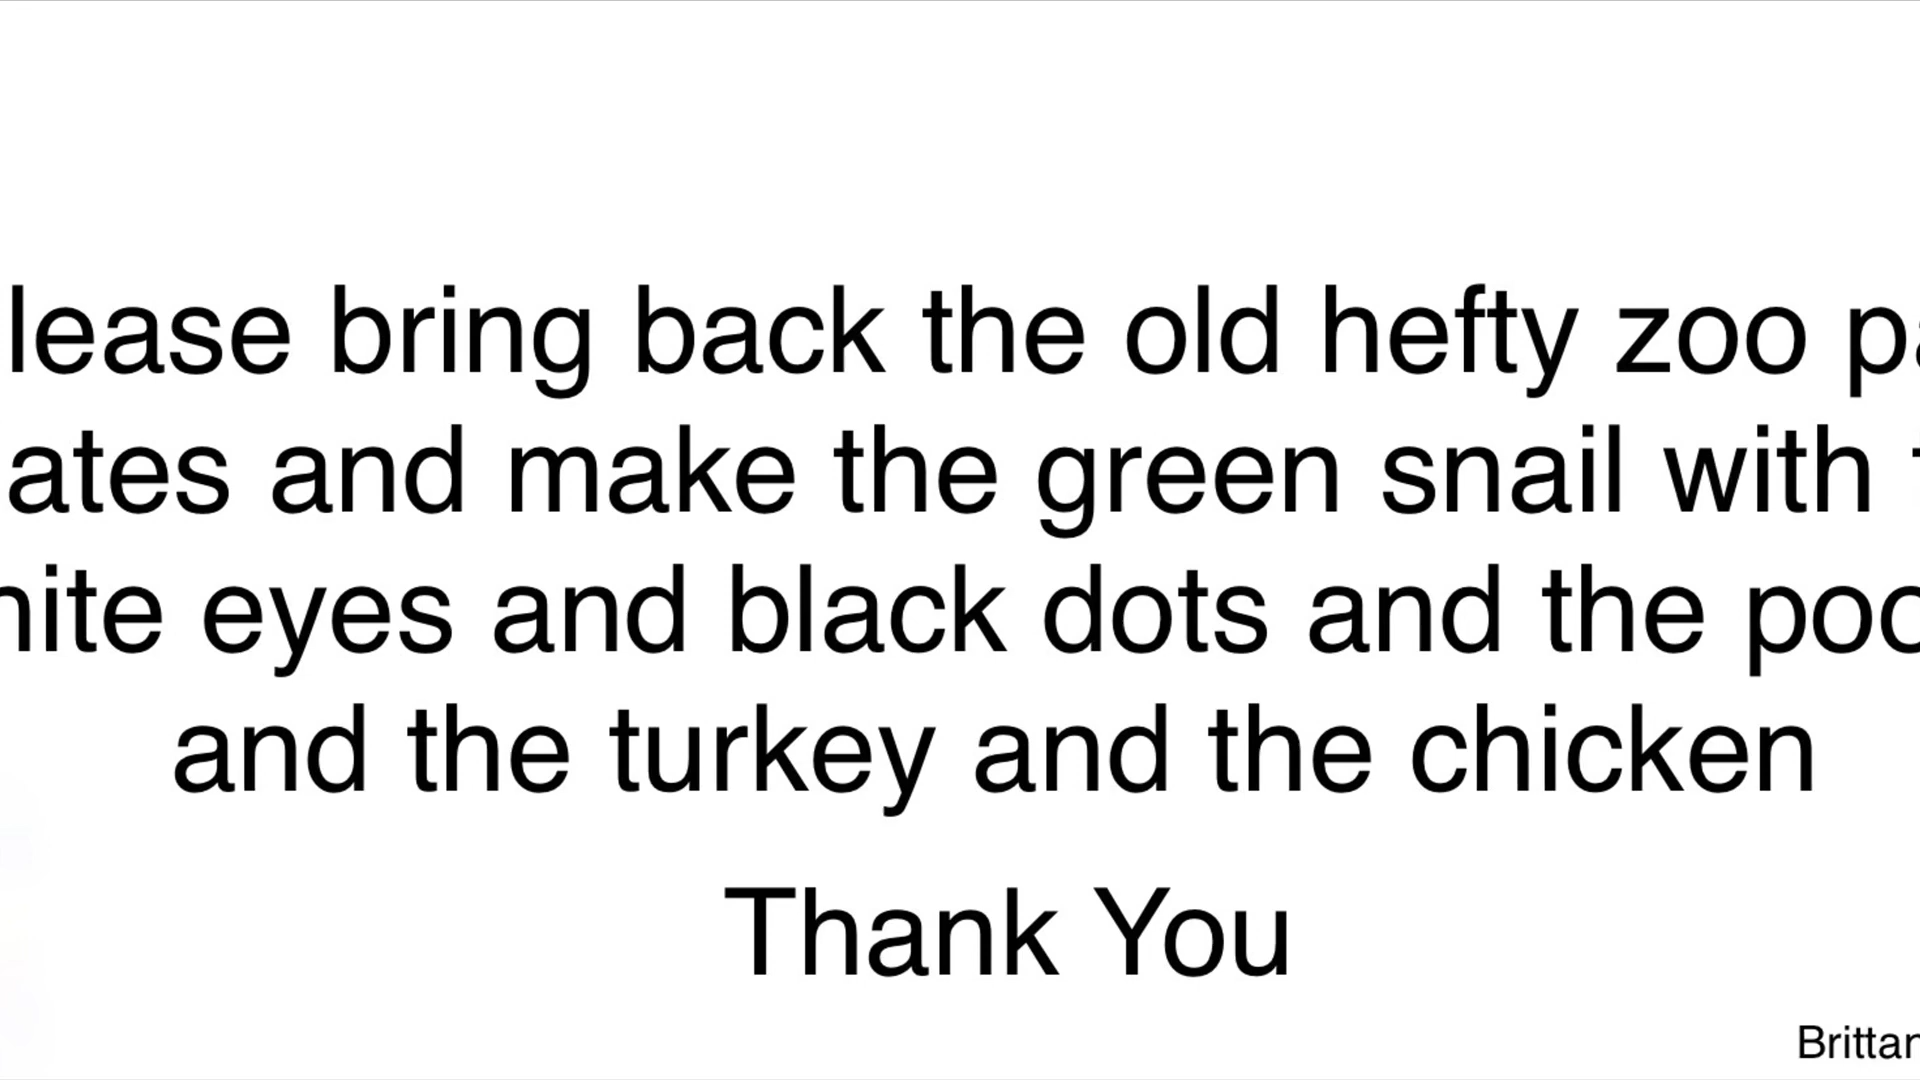 lease bring back the old hefty zoo pa
ates and make the green snail with
ite eyes and black dots and the poo
and the turkey and the chicken
Thank You
Brittan